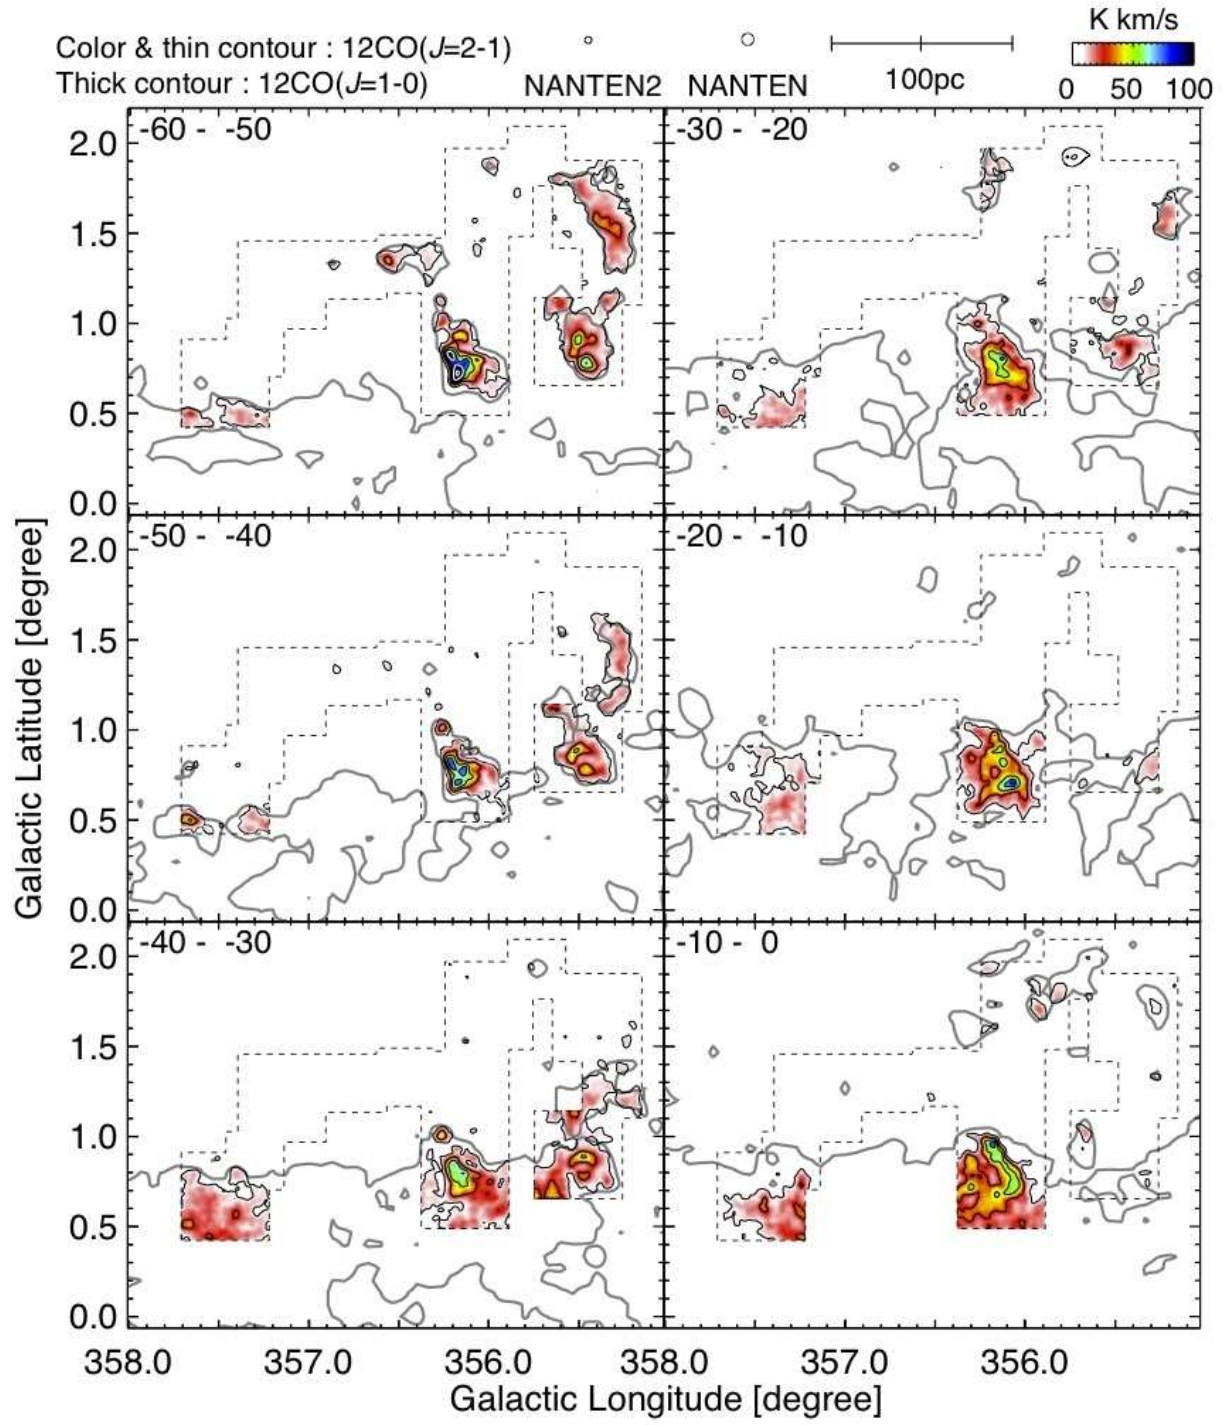 Color & thin contour : 12CO(J=2-1)
Thick contour : 12CO(J=1-0)
NANTEN2
NANTEN
100pc
K km/s
0 50 100
-60 - -50
-30 - -20
2.0
1.5
1.0
0.5
0.0
-50 - -40
-20 - -10
2.0
1.5
1.0
0.5
0.0
-40 - -30
-10 - 0
2.0
1.5
1.0
0.5
0.0
358.0 357.0 356.0 358.0 357.0 356.0
Galactic Longitude [degree]
Galactic Latitude [degree]